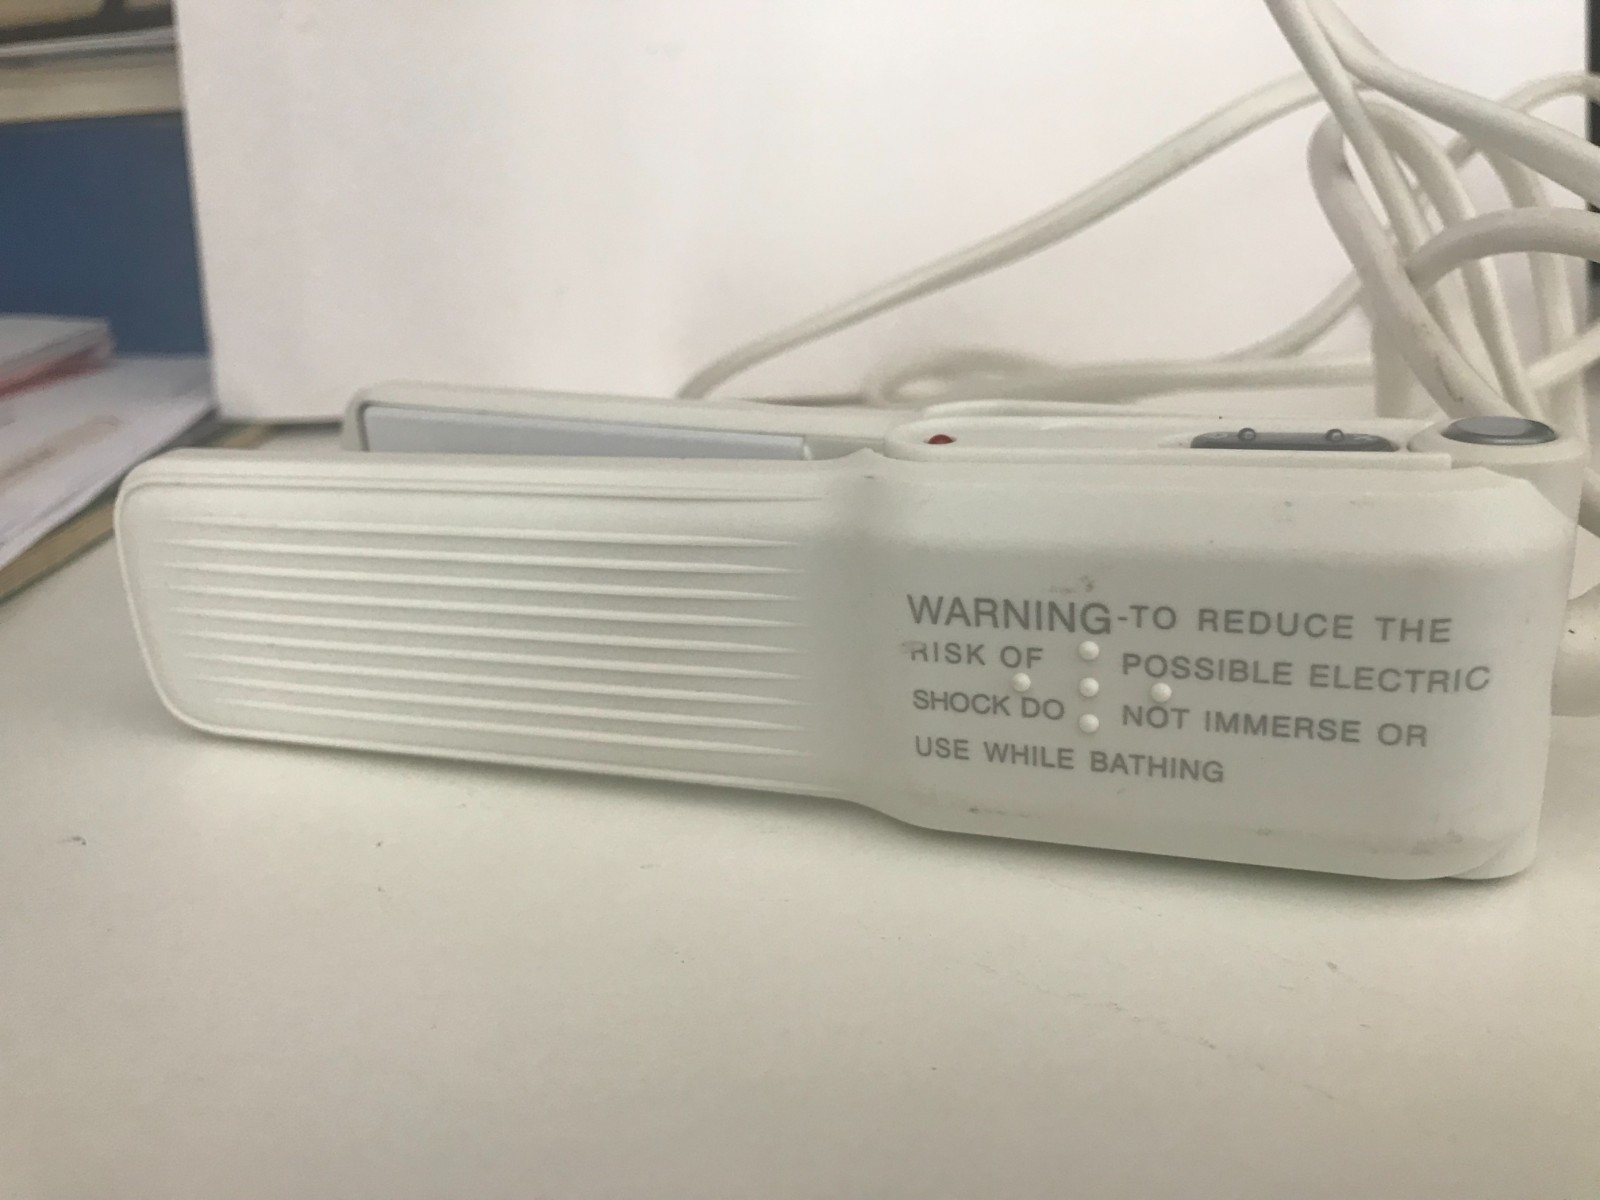 WARNING-TO REDUCE THE
RISK OF POSSIBLE ELECTRIC
SHOCK DO NOT IMMERSE OR
USE WHILE BATHING